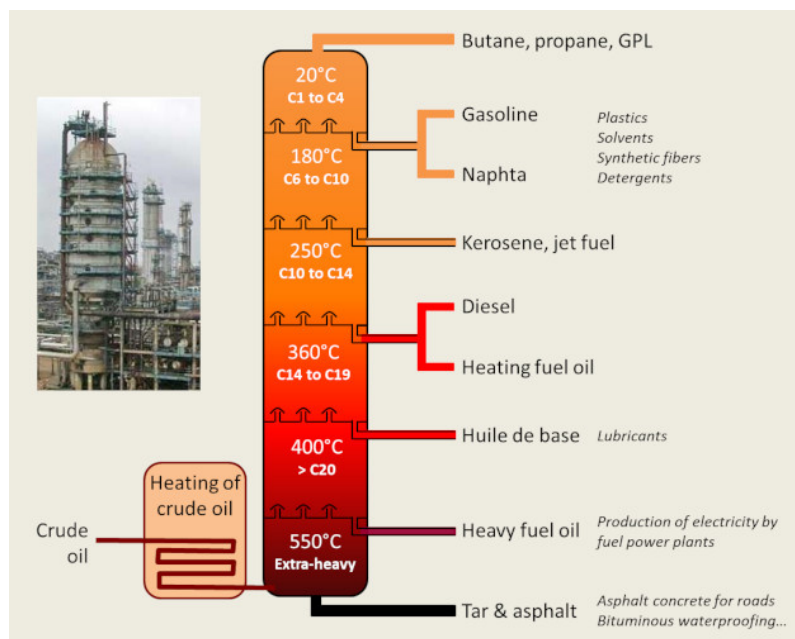 Butane, propane, GPL
20°C
C1 to C4
Gasoline
Plastics
Solvents
Synthetic fibers
Detergents
180°C
C6 to C10
Naphta
250°C
C10 to C14
Kerosene, jet fuel
Diesel
360°C
C14 to C19
Heating fuel oil
400°C
> C20
Huile de base
Lubricants
Heating of
crude oil
Crude
oil
550°C
Extra-heavy
Heavy fuel oil
Production of electricity by
fuel power plants
Tar & asphalt
Asphalt concrete for roads
Bituminous waterproofing...